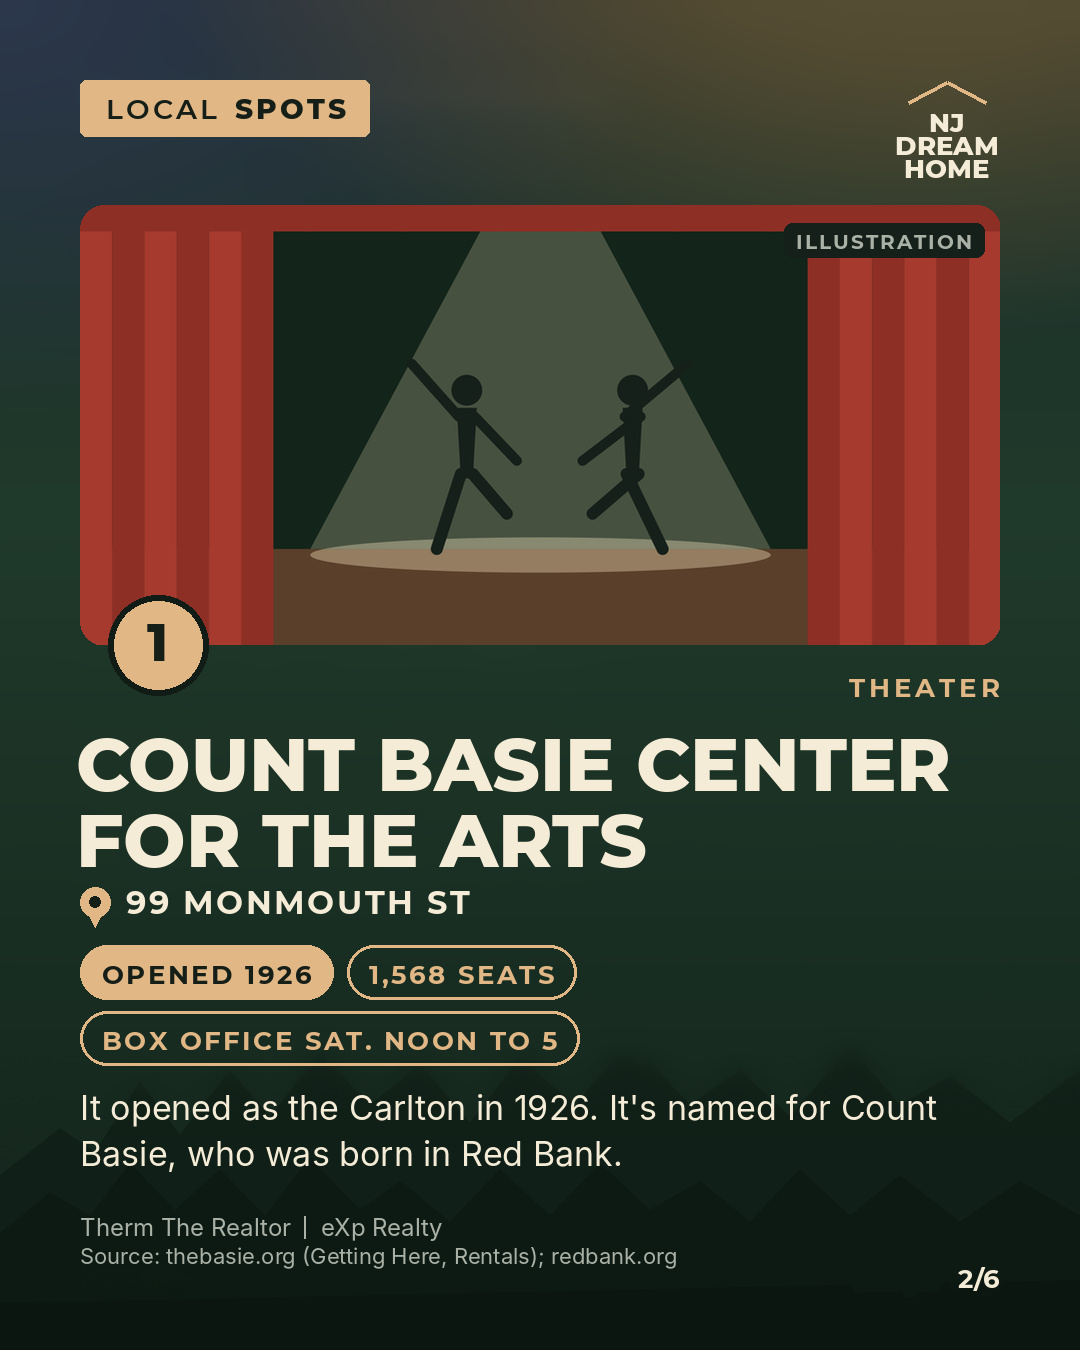 LOCAL SPOTS
NJ
DREAM
HOME
ILLUSTRATION
1
THEATER
COUNT BASIE CENTER
FOR THE ARTS
99 MONMOUTH ST
OPENED 1926
1,568 SEATS
BOX OFFICE SAT. NOON TO 5
It opened as the Carlton in 1926. It's named for Count
Basie, who was born in Red Bank.
Therm The Realtor | eXp Realty
Source: thebasie.org (Getting Here, Rentals); redbank.org
2/6